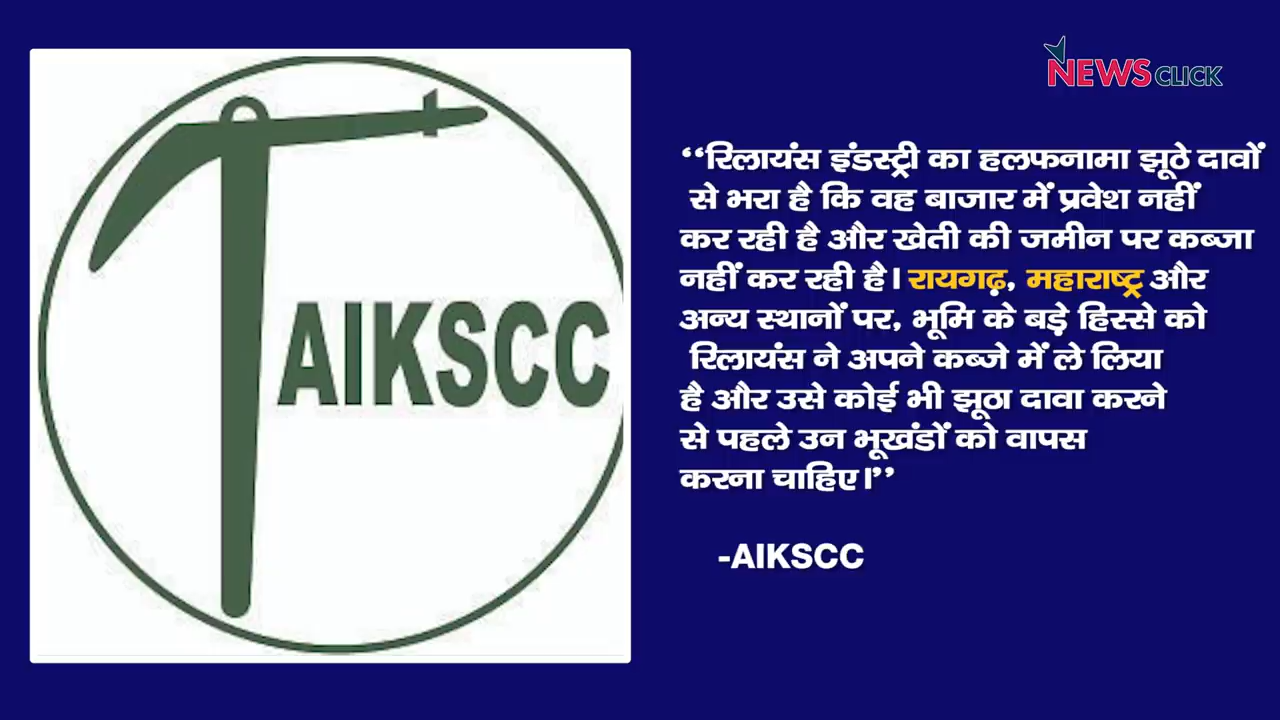 NEWSCLICK
AIKSCC
“रिलायंस इंडस्ट्री का हलफनामा झूठे दावों
से भरा है कि वह बाजार में प्रवेश नहीं
कर रही है और खेती की जमीन पर कब्जा
नहीं कर रही है। रायगढ़, महाराष्ट्र और
अन्य स्थानों पर, भूमि के बड़े हिस्से को
रिलायंस ने अपने कब्जे में ले लिया
है और उसे कोई भी झूठा दावा करने
से पहले उन भूखंडों को वापस
करना चाहिए।”
-AIKSCC